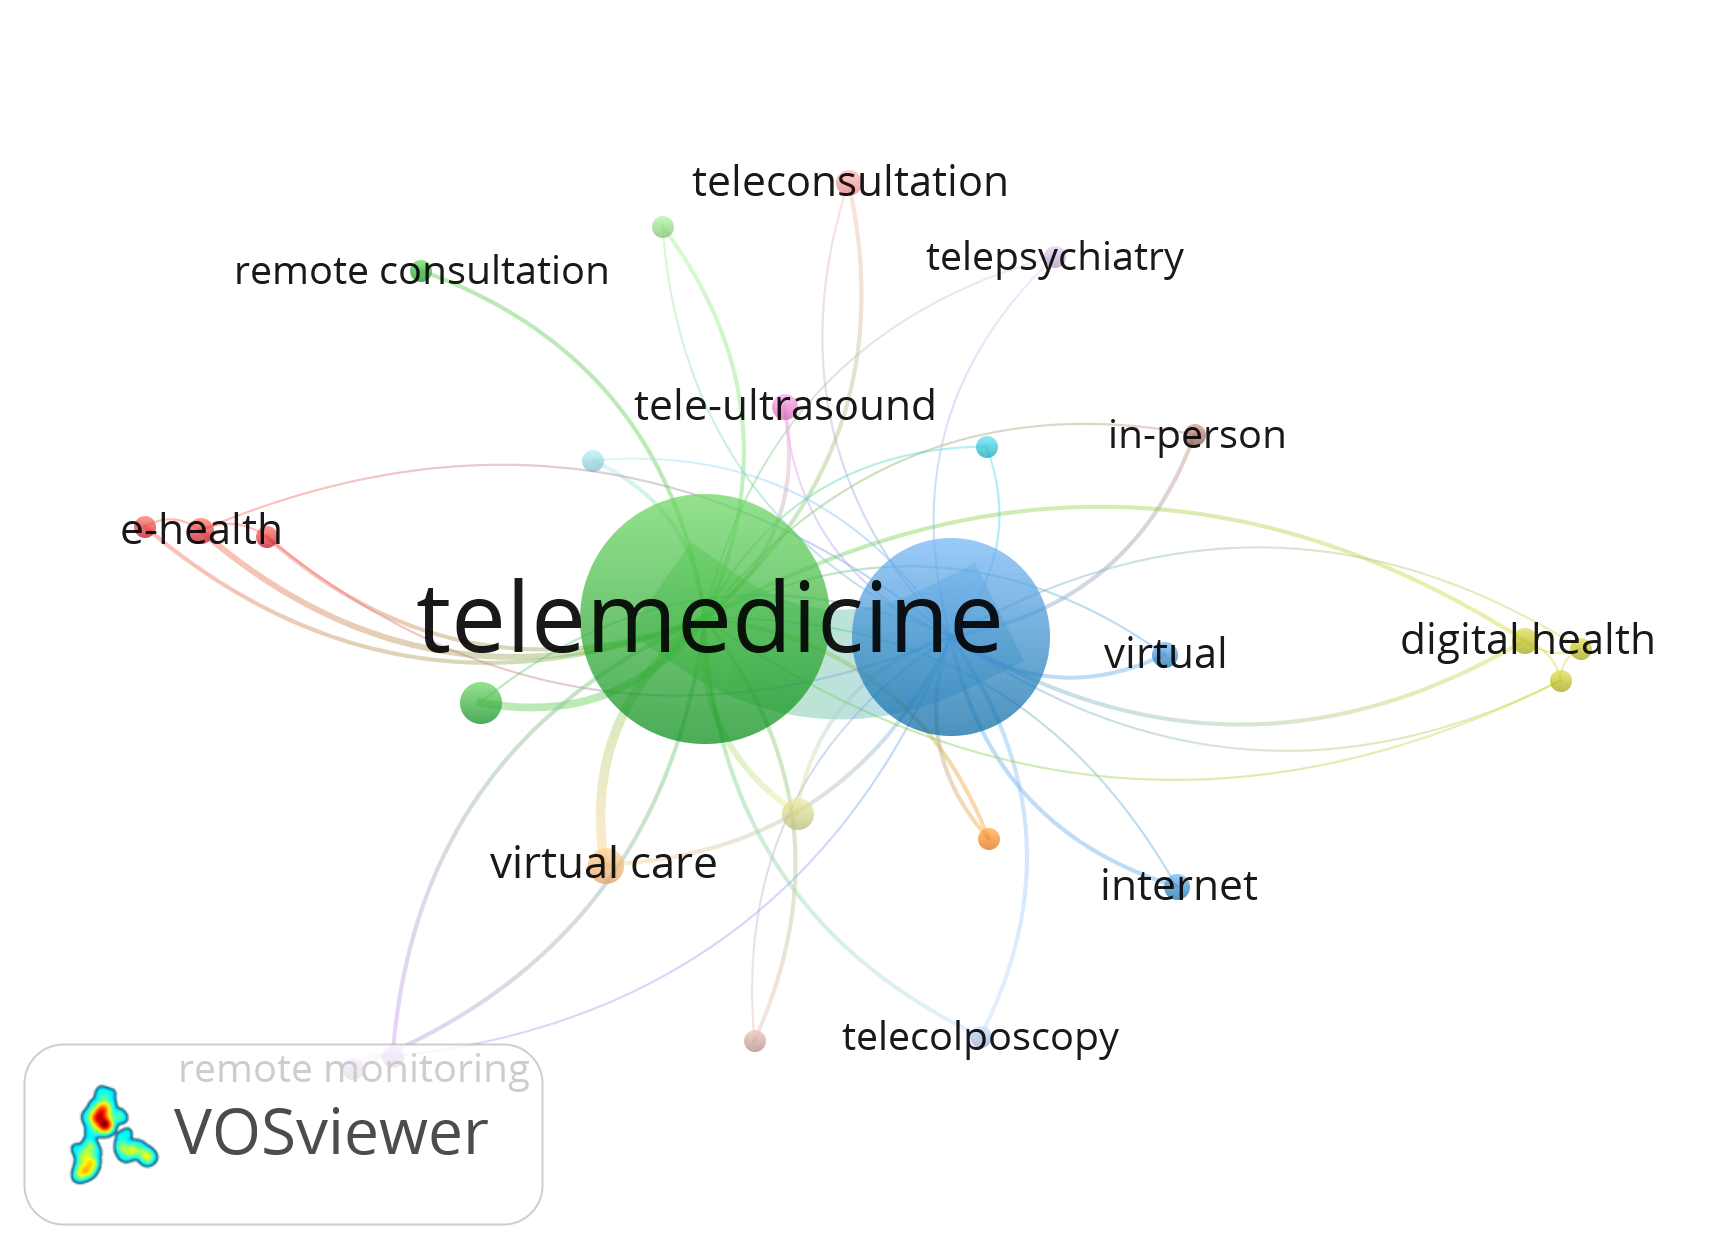 teleconsultation
telepsychiatry
remote consultation
tele-ultrasound
in-person
e-health
telemedicine
virtual
digital health
virtual care
internet
telecolposcopy
remote monitoring
VOSviewer